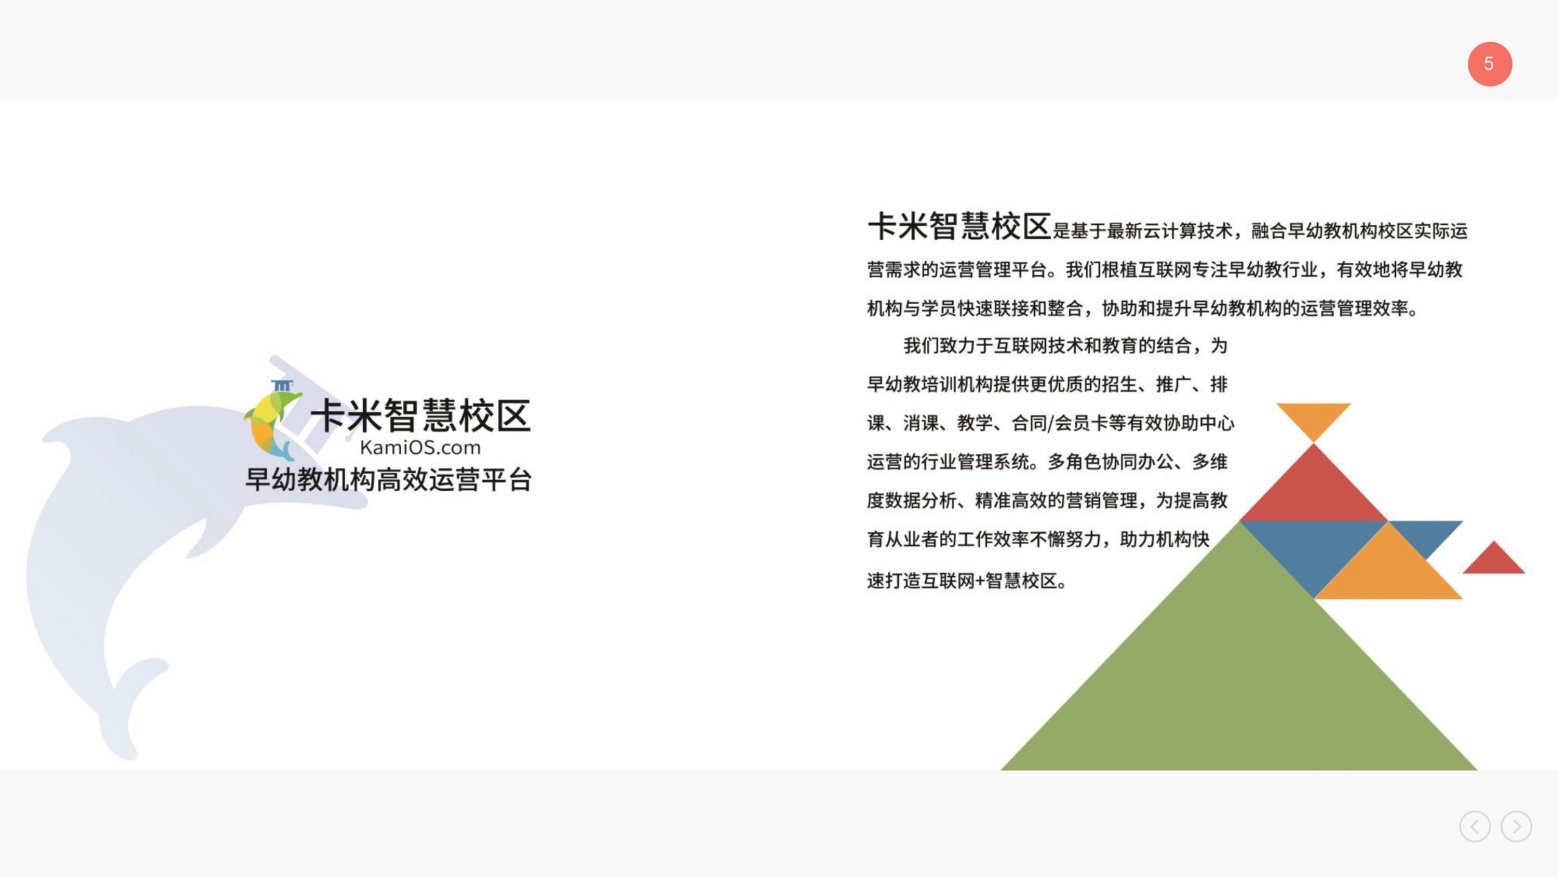 5
卡米智慧校区
KamiOS.com
早幼教机构高效运营平台
卡米智慧校区是基于最新云计算技术，融合早幼教机构校区实际运
营需求的运营管理平台。我们根植互联网专注早幼教行业，有效地将早幼教
机构与学员快速联接和整合，协助和提升早幼教机构的运营管理效率。
我们致力于互联网技术和教育的结合，为
早幼教培训机构提供更优质的招生、推广、排
课、消课、教学、合同/会员卡等有效协助中心
运营的行业管理系统。多角色协同办公、多维
度数据分析、精准高效的营销管理，为提高教
育从业者的工作效率不懈努力，助力机构快
速打造互联网+智慧校区。